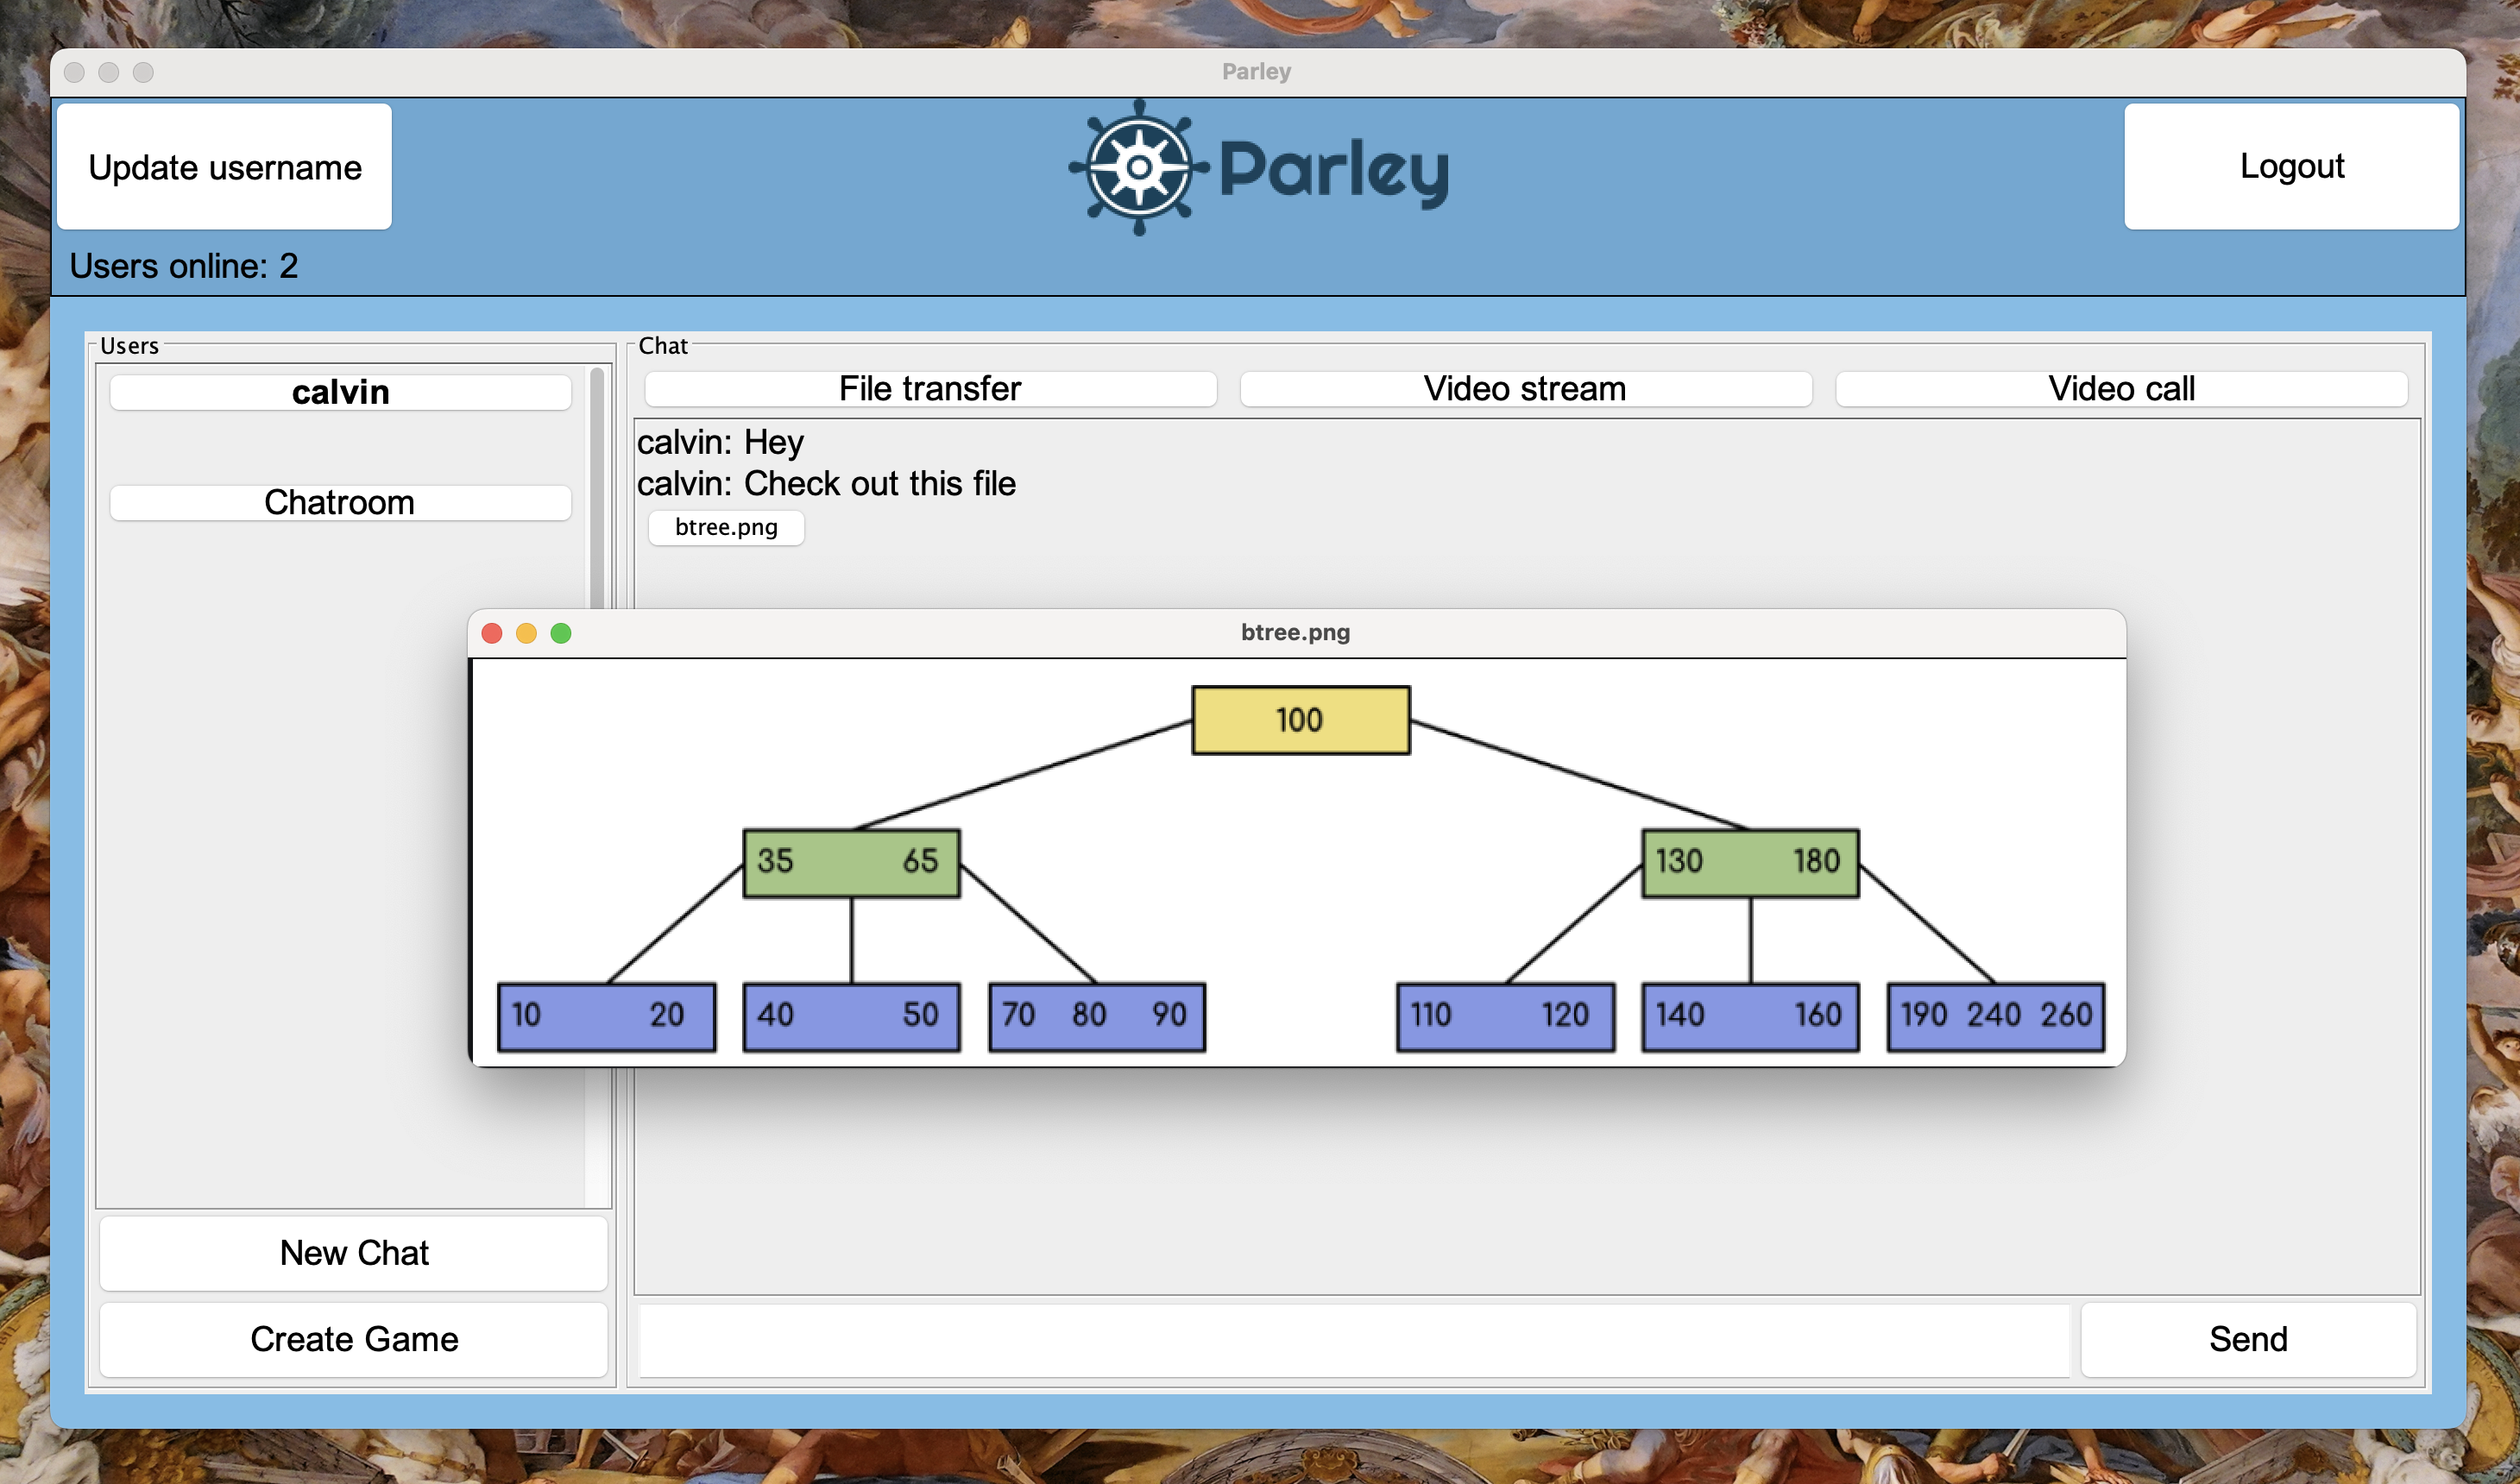 Parley
Update username
Parley
Logout
Users online: 2
Users
calvin
Chatroom
New Chat
Create Game
Chat
File transfer Video stream Video call
calvin: Hey
calvin: Check out this file
btree.png
btree.png
100
35 65 130 180
10 20 40 50 70 80 90 110 120 140 160 190 240 260
Send